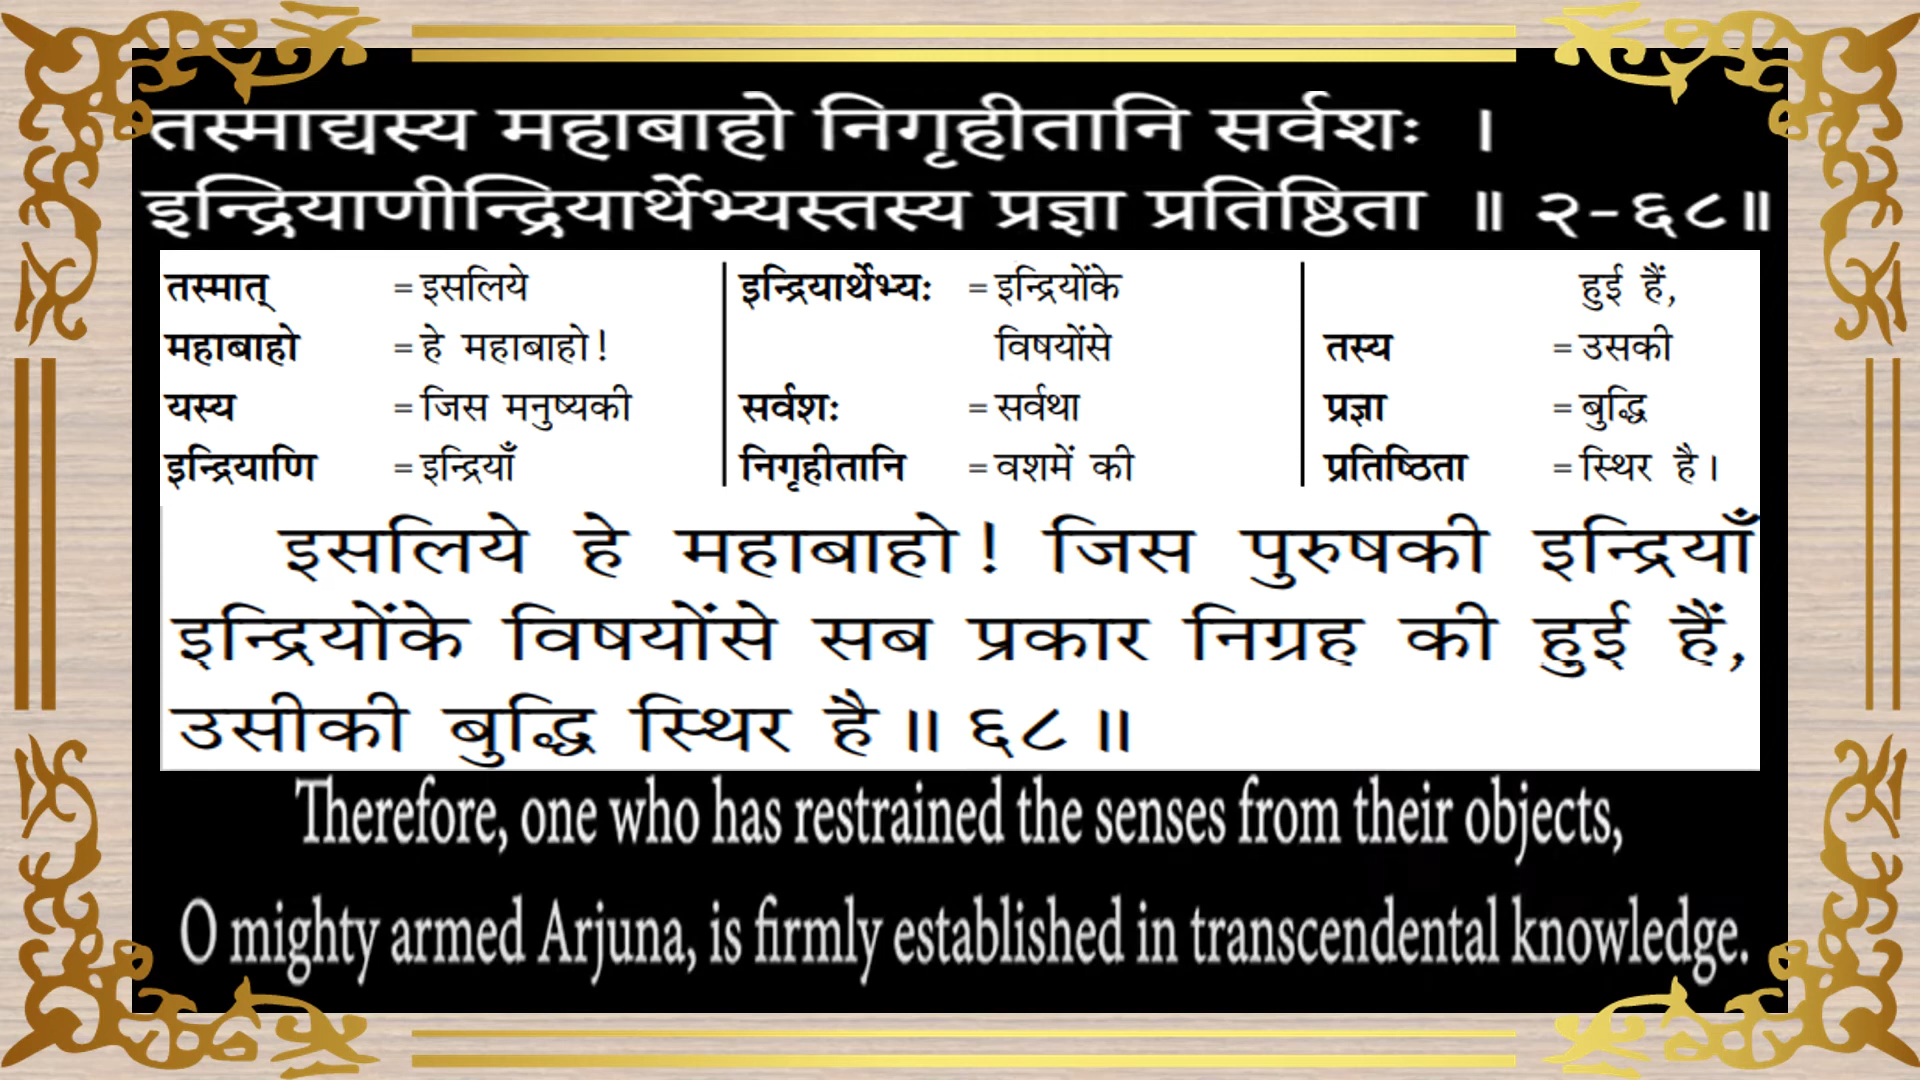 तस्माद्यस्य महाबाहो निगृहीतानि सर्वशः ।
इन्द्रियाणीन्द्रियार्थेभ्यस्तस्य प्रज्ञा प्रतिष्ठिता ॥ २-६८॥
तस्मात् = इसलिये
महाबाहो = हे महाबाहो!
यस्य = जिस मनुष्यकी
इन्द्रियाणि = इन्द्रियाँ
इन्द्रियार्थेभ्यः = इन्द्रियोंके
विषयोंसे
सर्वशः = सर्वथा
निगृहीतानि = वशमें की
हुई हैं,
तस्य = उसकी
प्रज्ञा = बुद्धि
प्रतिष्ठिता = स्थिर है।
इसलिये हे महाबाहो! जिस पुरुषकी इन्द्रियाँ
इन्द्रियोंके विषयोंसे सब प्रकार निग्रह की हुई हैं,
उसीकी बुद्धि स्थिर है॥ ६८॥
Therefore, one who has restrained the senses from their objects,
O mighty armed Arjuna, is firmly established in transcendental knowledge.